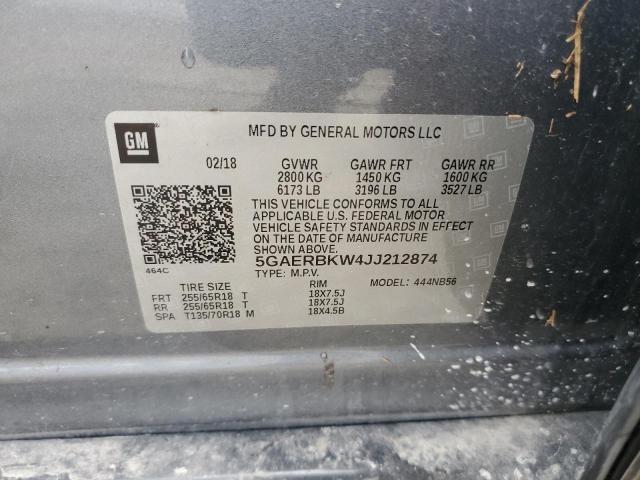 GM
MFD BY GENERAL MOTORS LLC
02/18 GVWR GAWR FRT GAWR RR
2800 KG 1450 KG 1600 KG
6173 LB 3196 LB 3527 LB
THIS VEHICLE CONFORMS TO ALL
APPLICABLE U.S. FEDERAL MOTOR
VEHICLE SAFETY STANDARDS IN EFFECT
ON THE DATE OF MANUFACTURE
SHOWN ABOVE.
464C
5GAERBKW4JJ212874
TYPE: M.P.V. MODEL: 444NB56
TIRE SIZE RIM
FRT 255/65R18 T 18X7.5J
RR 255/65R18 T 18X7.5J
SPA T135/70R18 M 18X4.5B